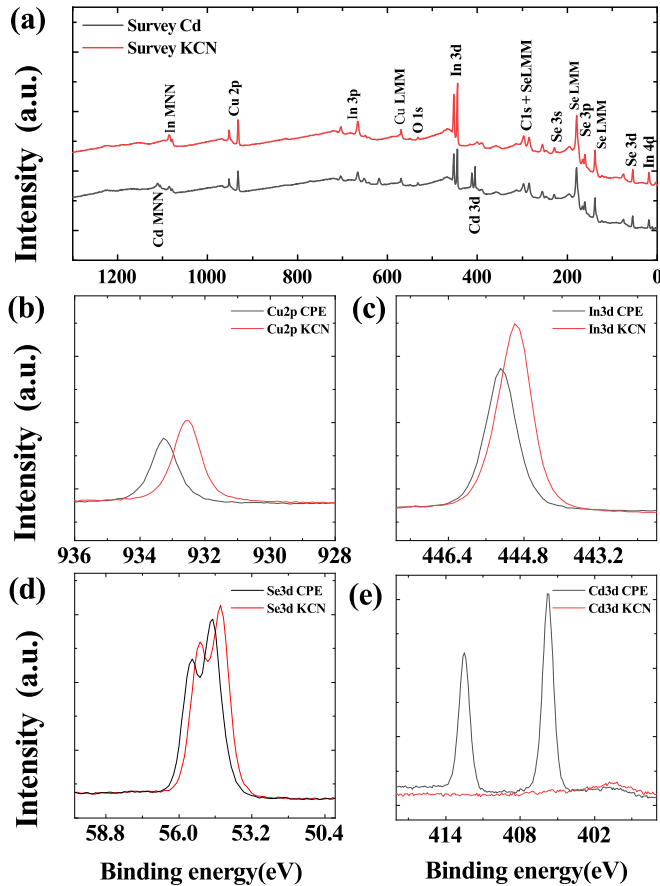 (a)
Survey Cd
Survey KCN
Intensity (a.u.)
In MNN
Cd MNN
Cu 2p
In 3p
Cu LMM
O 1s
In 3d
Cd 3d
C1s + SeLMM
Se 3s
Se LMM
Se 3p
Se LMM
Se 3d
In 4d
1200 1000 800 600 400 200 0
(b)
Cu2p CPE
Cu2p KCN
Intensity (a.u.)
936 934 932 930 928
(c)
In3d CPE
In3d KCN
446.4 444.8 443.2
(d)
Se3d CPE
Se3d KCN
Intensity (a.u.)
58.8 56.0 53.2 50.4
Binding energy(eV)
(e)
Cd3d CPE
Cd3d KCN
414 408 402
Binding energy(eV)